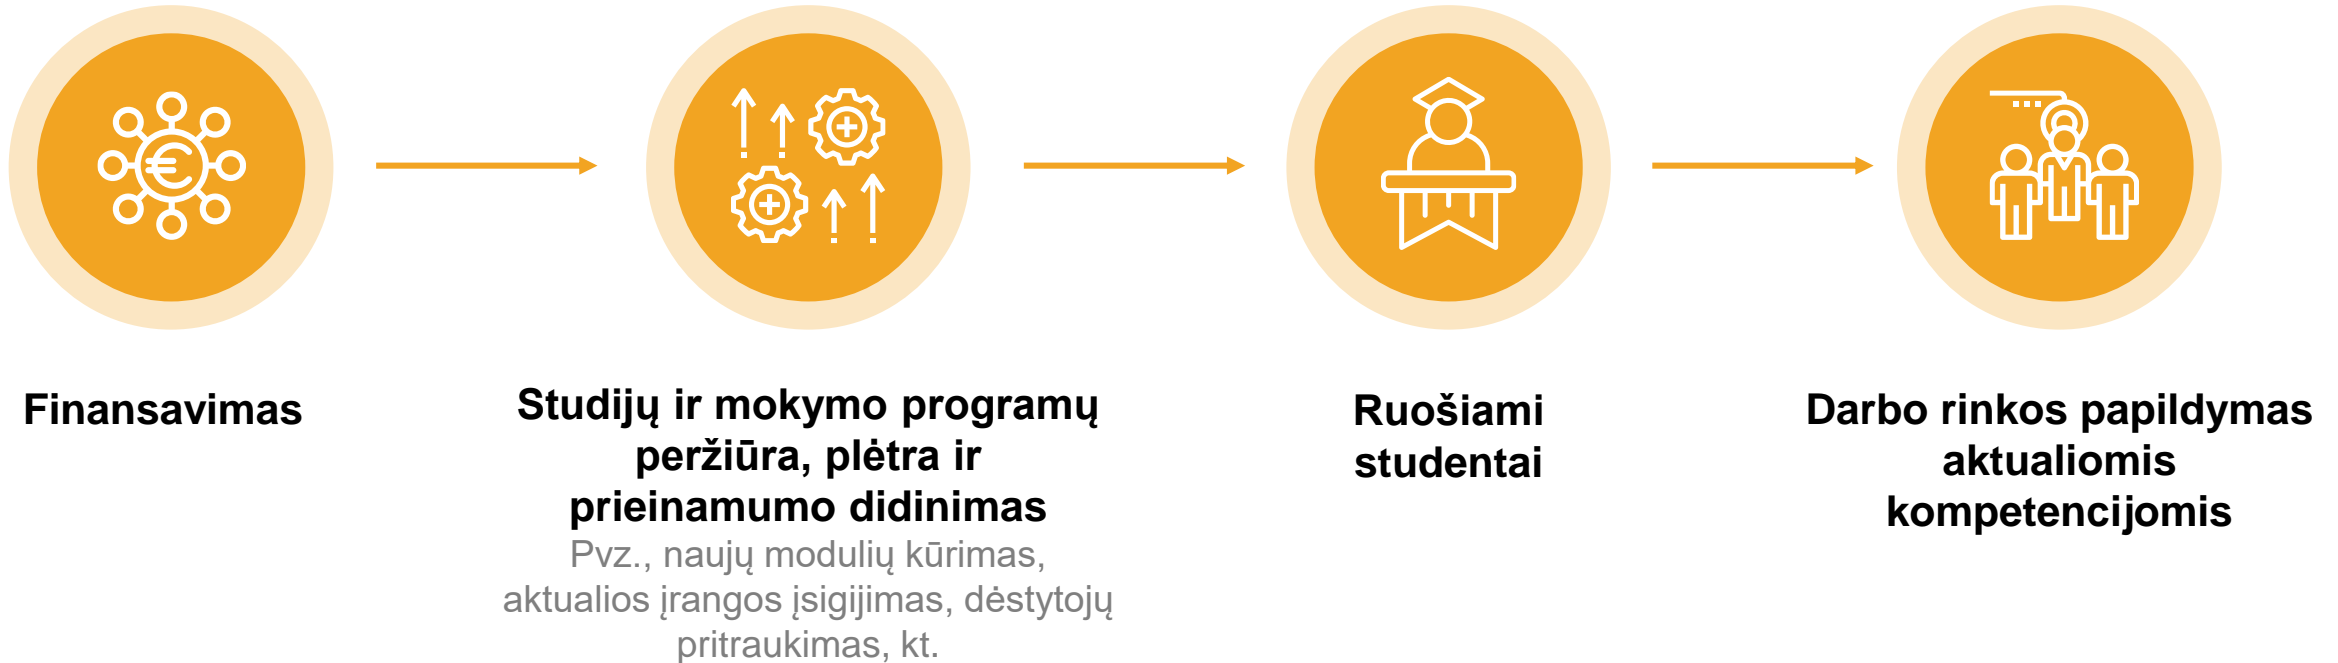 Finansavimas
Studijų ir mokymo programų
peržiūra, plėtra ir
prieinamumo didinimas
Pvz., naujų modulių kūrimas,
aktualios įrangos įsigijimas, dėstytojų
pritraukimas, kt.
Ruošiami
studentai
Darbo rinkos papildymas
aktualiomis
kompetencijomis